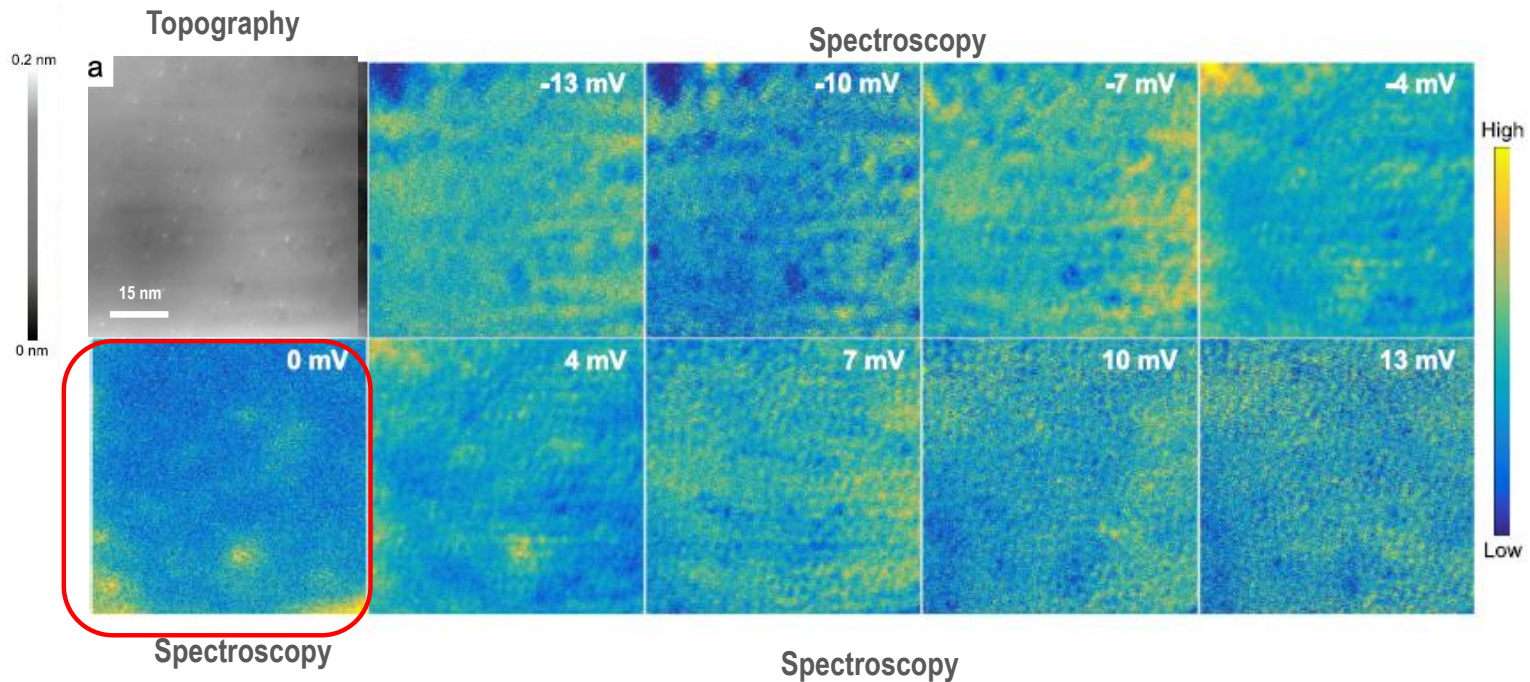 Topography
Spectroscopy
0.2 nm
a
-13 mV
-10 mV
-7 mV
-4 mV
High
15 nm
0 nm
0 mV
4 mV
7 mV
10 mV
13 mV
Low
Spectroscopy
Spectroscopy